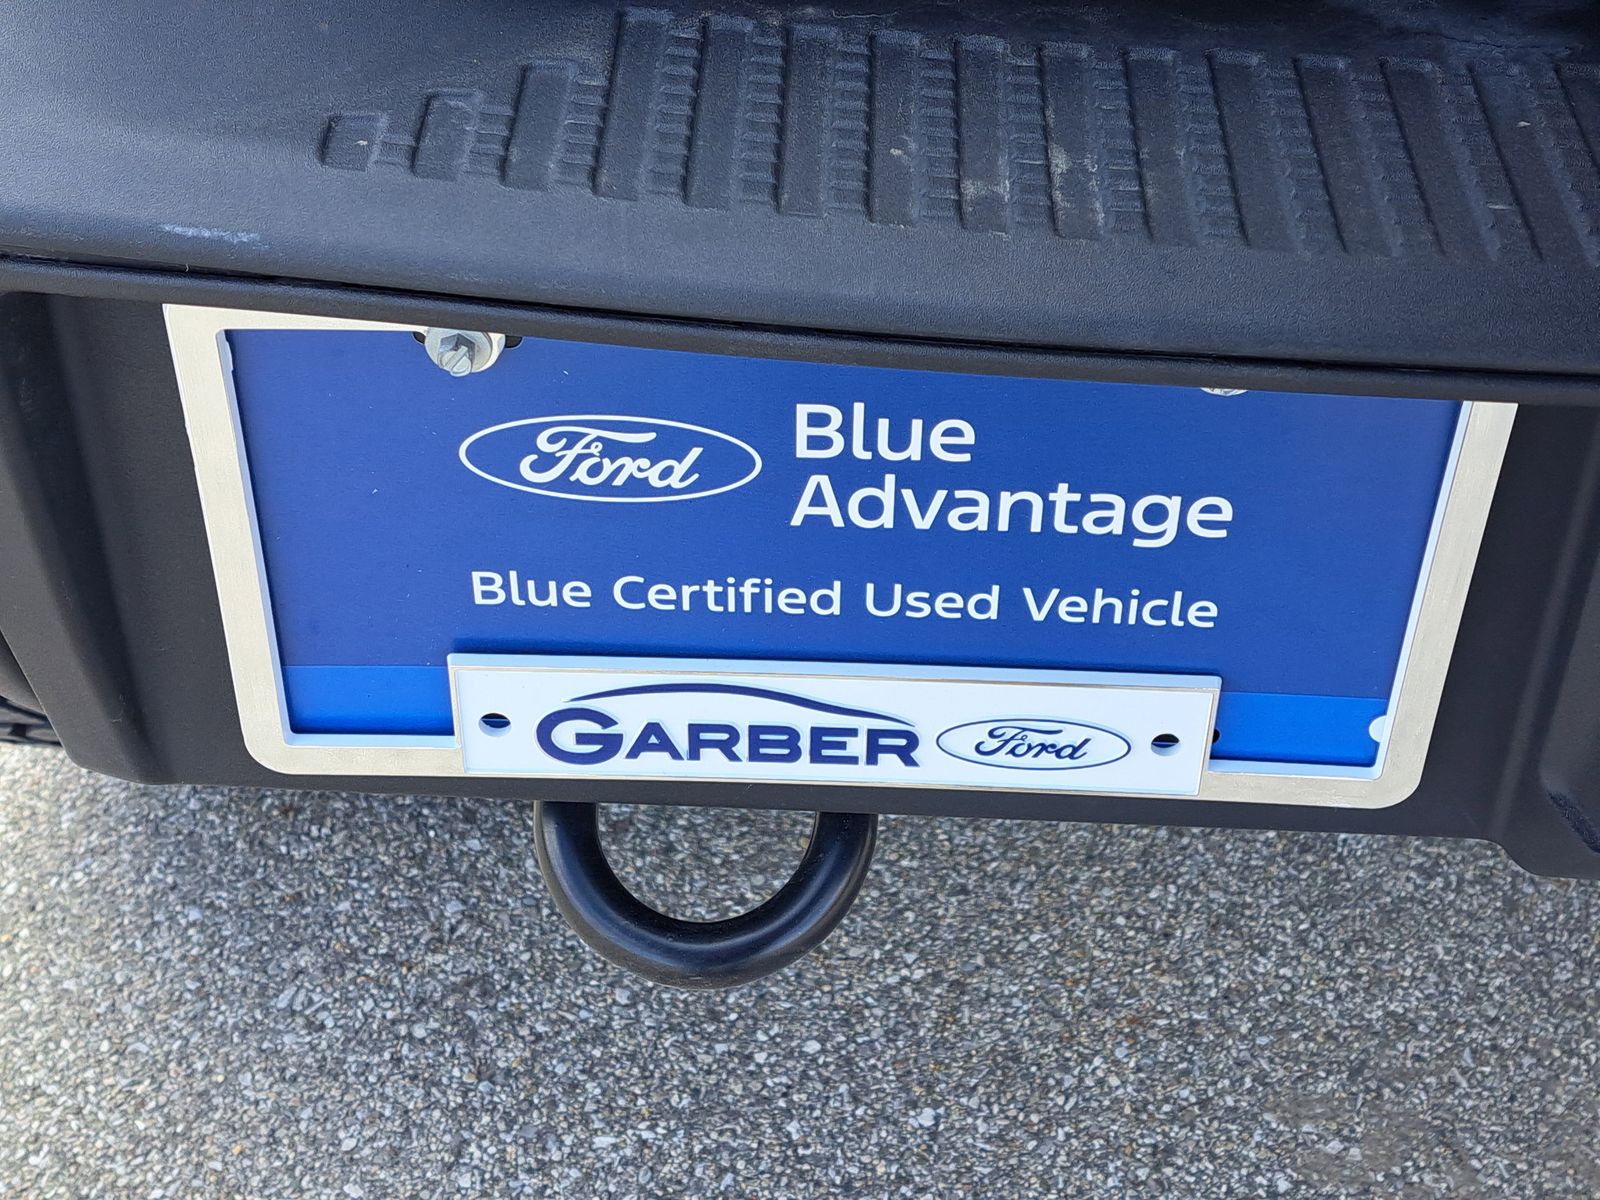 Ford Blue
Advantage
Blue Certified Used Vehicle
GARBER Ford